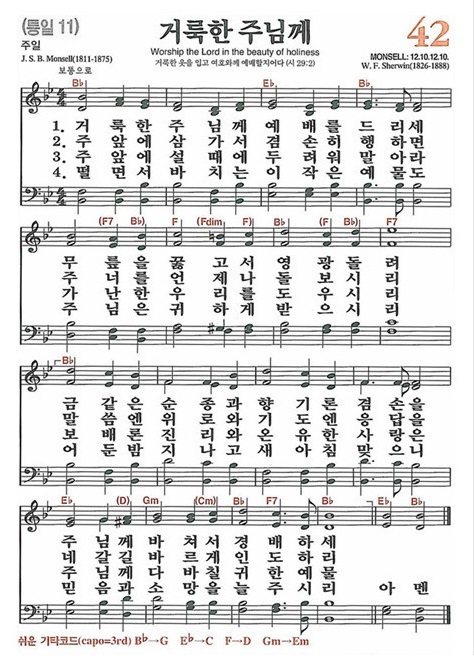 (통일 11)
거룩한 주님께
42
주일
Worship the Lord in the beauty of holiness
J. S. B. Monsell(1811-1875)
거룩한 옷을 입고 여호와께 예배할지어다 (시 29:2)
MONSELL: 12.10.12.10.
보통으로
W. F. Sherwin(1826-1888)
B♭ E♭ B♭
1. 거 룩한 주 님께 예 배를 드 리세
2. 주 앞에 삼 가서 겸 손히 행 하면
3. 주 앞에 설 때에 두 려워 말 아라
4. 떨 면서 바 치는 이 작은 예 물도
(F7 B♭) F (Fdim F) B♭ (F B♭) F7
무 릎을 꿇 고서 영 광돌 려
주 너를 언 제나 돌 보시 리
가 난한 우 리를 도 우시 리
주 님은 귀 하게 받 으시 리
B♭
금 같은 순 종과 향 기론 겸 손을
말 씀엔 위 로와 기 도엔 응 답을
보 배론 진 리와 온 유한 사 랑은
어 둔밤 지 나고 새 아침 맞 으니
E♭ (D) Gm (Cm) B♭ F7 B♭ E♭ B♭
주 님께 바 쳐서 경 배하
네 갈길 바 인 도하 리
주 님께 한 예
믿 음과 소 망을 늘 주시 리 아 멘
쉬운 기타코드(capo=3rd) B♭→G E♭→C F→D Gm→Em